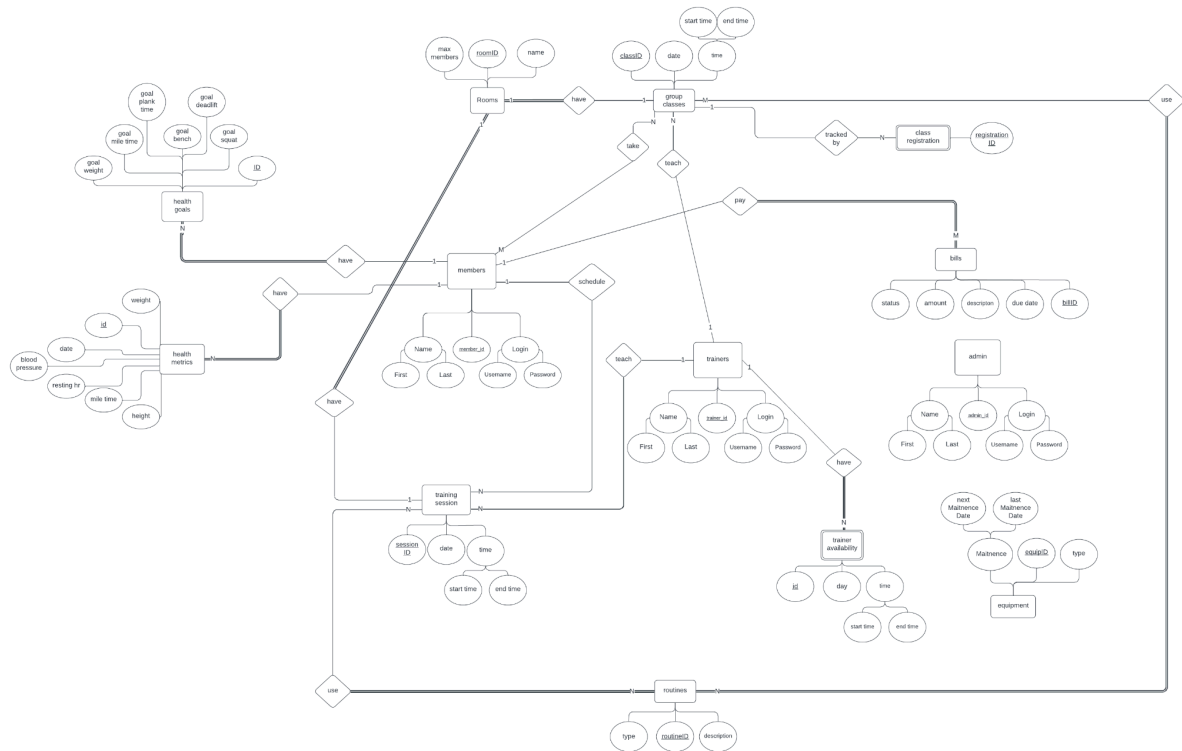 start time
end time
max
members
roomID
name
classID
date
time
goal
plank
time
goal
deadlift
goal
mile time
goal
bench
goal
squat
goal
weight
ID
Rooms
1
have
1
group
classes
M
use
1
N
N
1
take
teach
tracked
by
N
class
registration
registration
ID
health
goals
N
pay
M
have
1
M
1
members
1
1
schedule
bills
status
amount
descripton
due date
billID
have
weight
id
date
blood
pressure
resting hr
mile time
height
health
metrics
N
Name
member_id
Login
First
Last
Username
Password
1
teach
1
trainers
1
admin
Name
trainer_id
Login
First
Last
Username
Password
Name
admin_id
Login
First
Last
Username
Password
have
have
1
N
N
training
session
N
N
session
ID
date
time
start time
end time
trainer
availability
id
day
time
start time
end time
next
Maitnence
Date
last
Maitnence
Date
Maitnence
equipID
type
equipment
use
N
routines
N
type
routineID
description